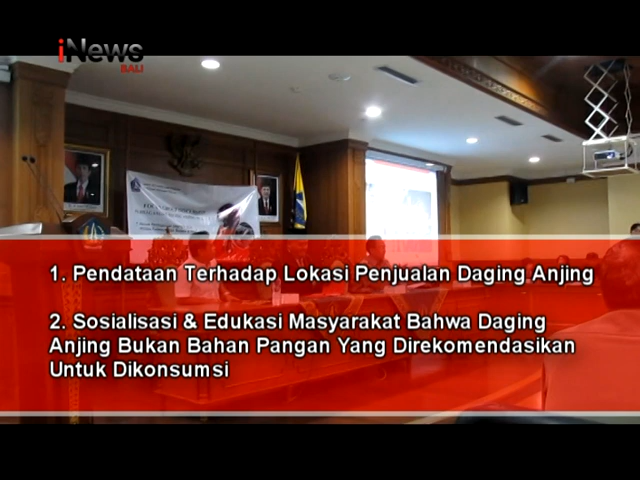 iNews
BALI
1. Pendataan Terhadap Lokasi Penjualan Daging Anjing
2. Sosialisasi & Edukasi Masyarakat Bahwa Daging
Anjing Bukan Bahan Pangan Yang Direkomendasikan
Untuk Dikonsumsi